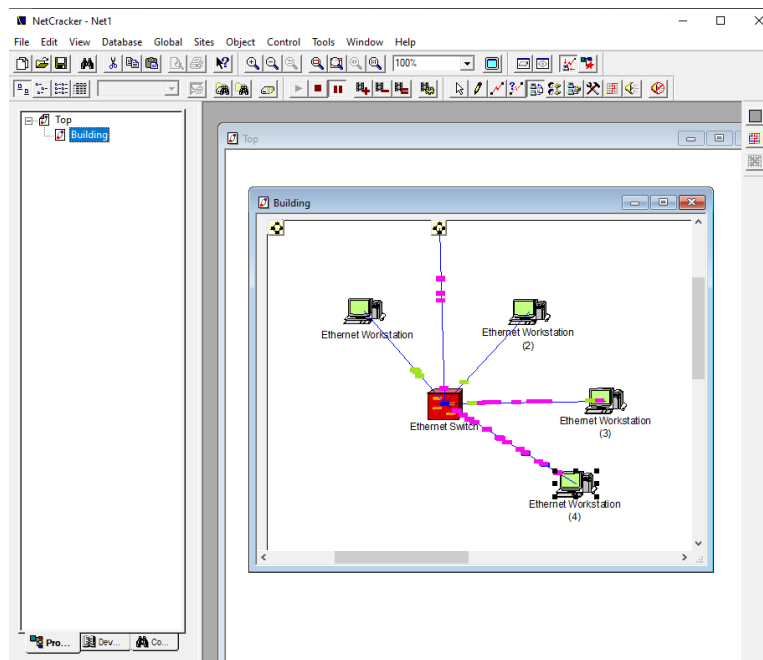 NetCracker - Net1
File Edit View Database Global Sites Object Control Tools Window Help
100%
Top
Building
Top
Building
Ethernet Workstation
Ethernet Workstation
(2)
Ethernet Switch
Ethernet Workstation
(3)
Ethernet Workstation
(4)
Pro... Dev... Co...